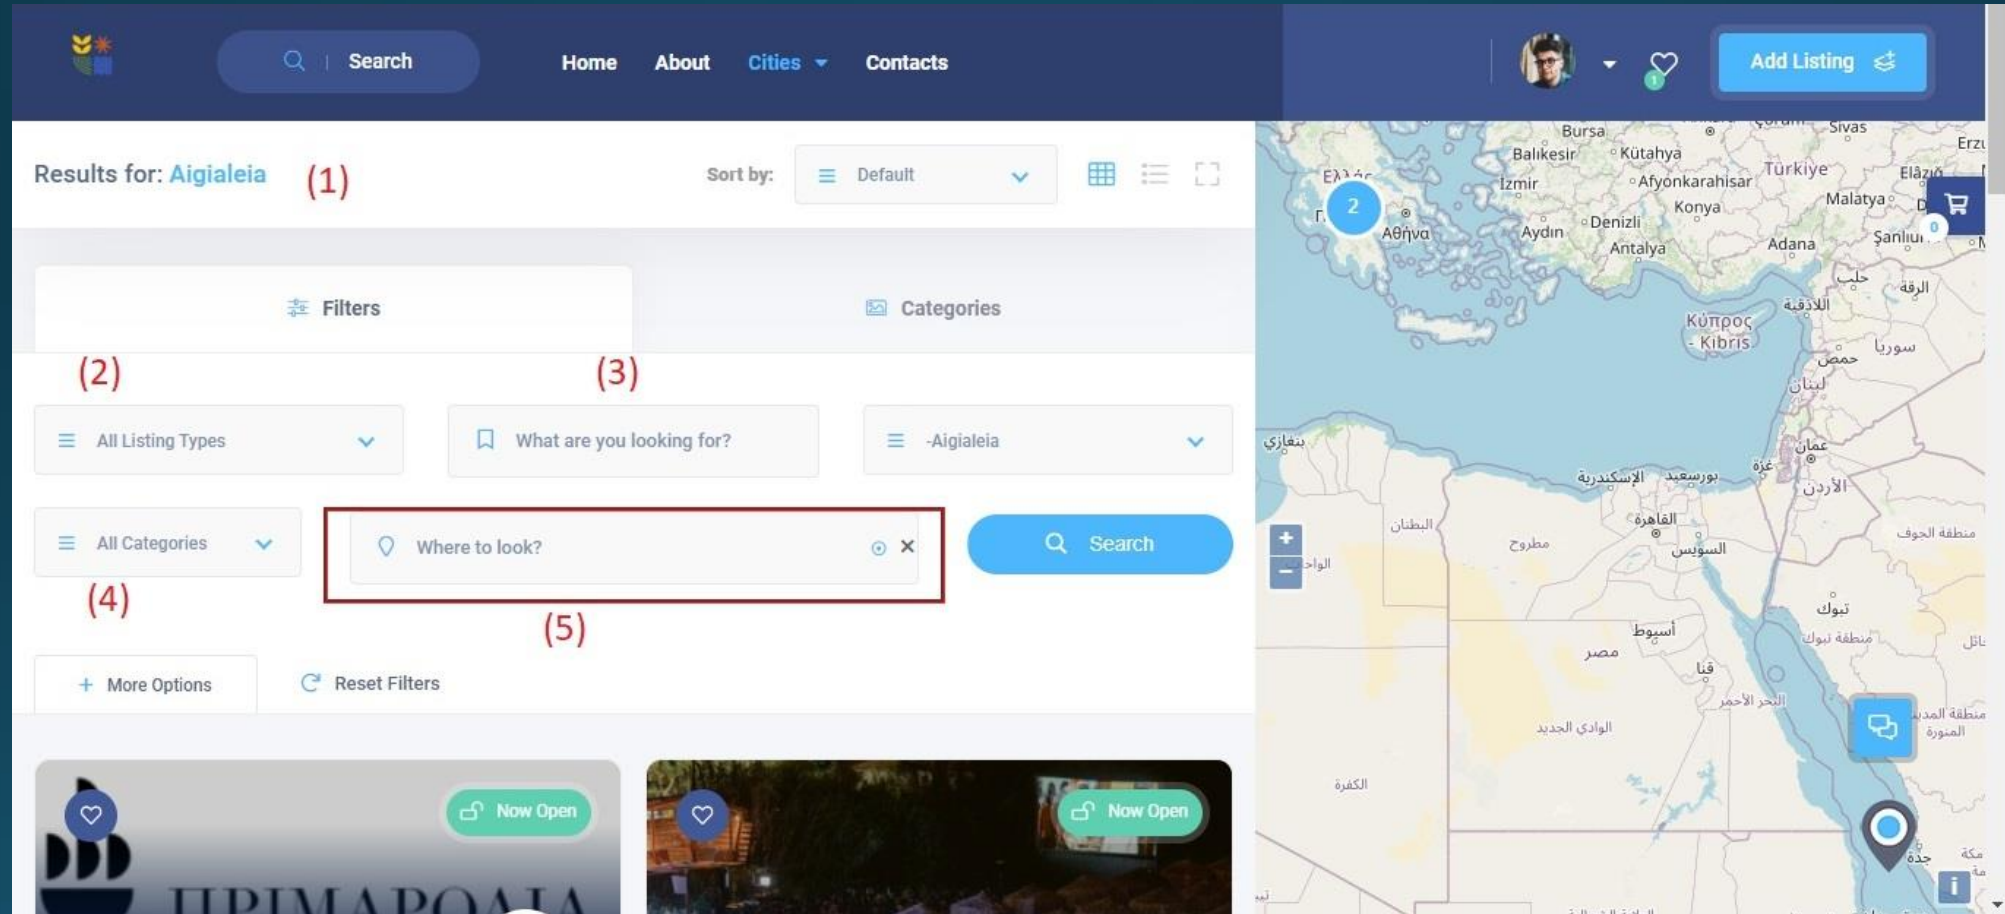 Search
Home
About
Cities
Contacts
1
Add Listing
Results for: Aigialeia
(1)
Sort by:
Default
Filters
Categories
(2)
(3)
All Listing Types
What are you looking for?
-Aigialeia
All Categories
Where to look?
Search
(4)
(5)
+ More Options
Reset Filters
Now Open
Now Open
ΠΡΙΜΑΡΟΛΙΑ
Bursa
Sivas
Balıkesir
Kütahya
Türkiye
İzmir
Afyonkarahisar
Malatya
Konya
2
Αθήνα
Aydın
Denizli
Antalya
Adana
0
حلب
الرقة
اللاذقية
Κύπρος
- Kıbrıs
سوريا
حمص
لبنان
بنغازي
عمان
غزة
بورسعيد
الإسكندرية
الأردن
البطنان
القاهرة
مطروح
السويس
منطقة الجوف
+
−
تبوك
منطقة تبوك
أسيوط
مصر
قنا
البحر الأحمر
الوادي الجديد
المنورة
الكفرة
جدة
مكة
i